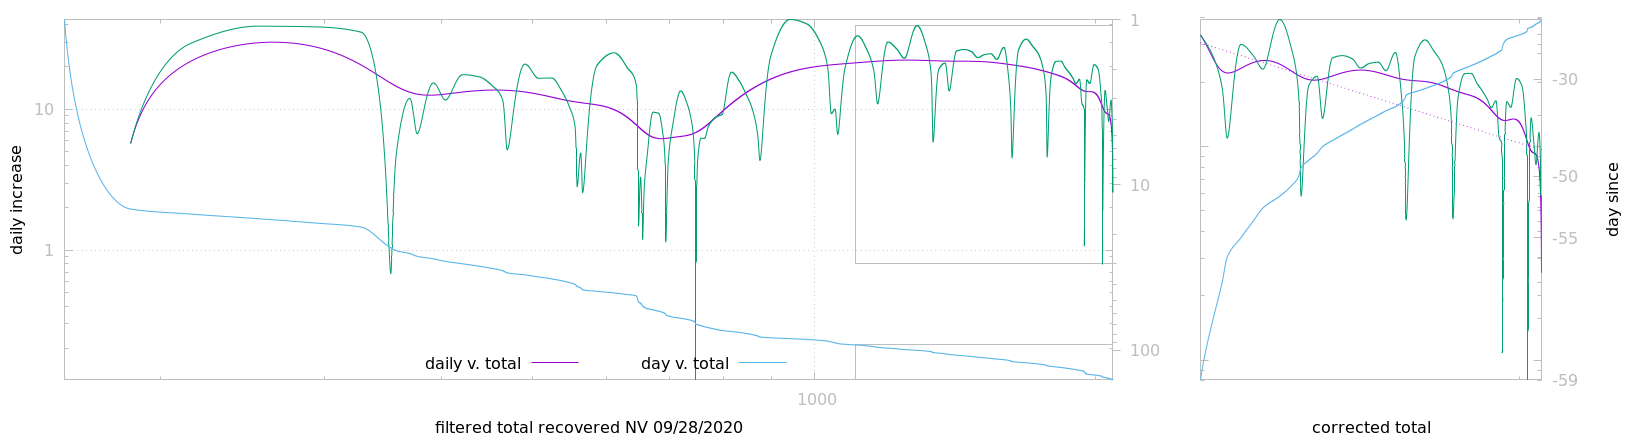 daily increase
10
1
daily v. total
day v. total
1
10
100
1000
filtered total recovered NV 09/28/2020
-30
-50
-55
-59
day since
corrected total